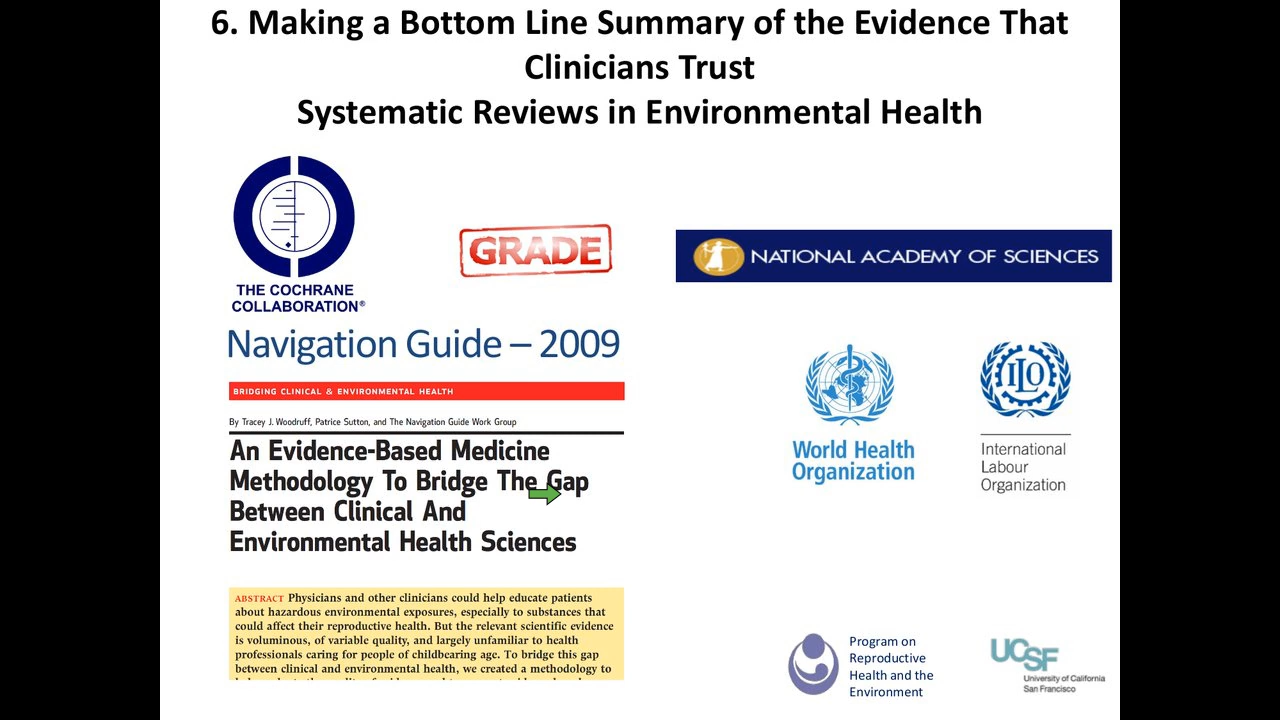 6. Making a Bottom Line Summary of the Evidence That
Clinicians Trust
Systematic Reviews in Environmental Health
THE COCHRANE
COLLABORATION®
GRADE
NATIONAL ACADEMY OF SCIENCES
Navigation Guide – 2009
BRIDGING CLINICAL & ENVIRONMENTAL HEALTH
By Tracey J. Woodruff, Patrice Sutton, and The Navigation Guide Work Group
An Evidence-Based Medicine
Methodology To Bridge The Gap
Between Clinical And
Environmental Health Sciences
ABSTRACT Physicians and other clinicians could help educate patients
about hazardous environmental exposures, especially to substances that
could affect their reproductive health. But the relevant scientific evidence
is voluminous, of variable quality, and largely unfamiliar to health
professionals caring for people of childbearing age. To bridge this gap
between clinical and environmental health, we created a methodology to
World Health
Organization
ILO
International
Labour
Organization
Program on
Reproductive
Health and the
Environment
UCSF
University of California
San Francisco